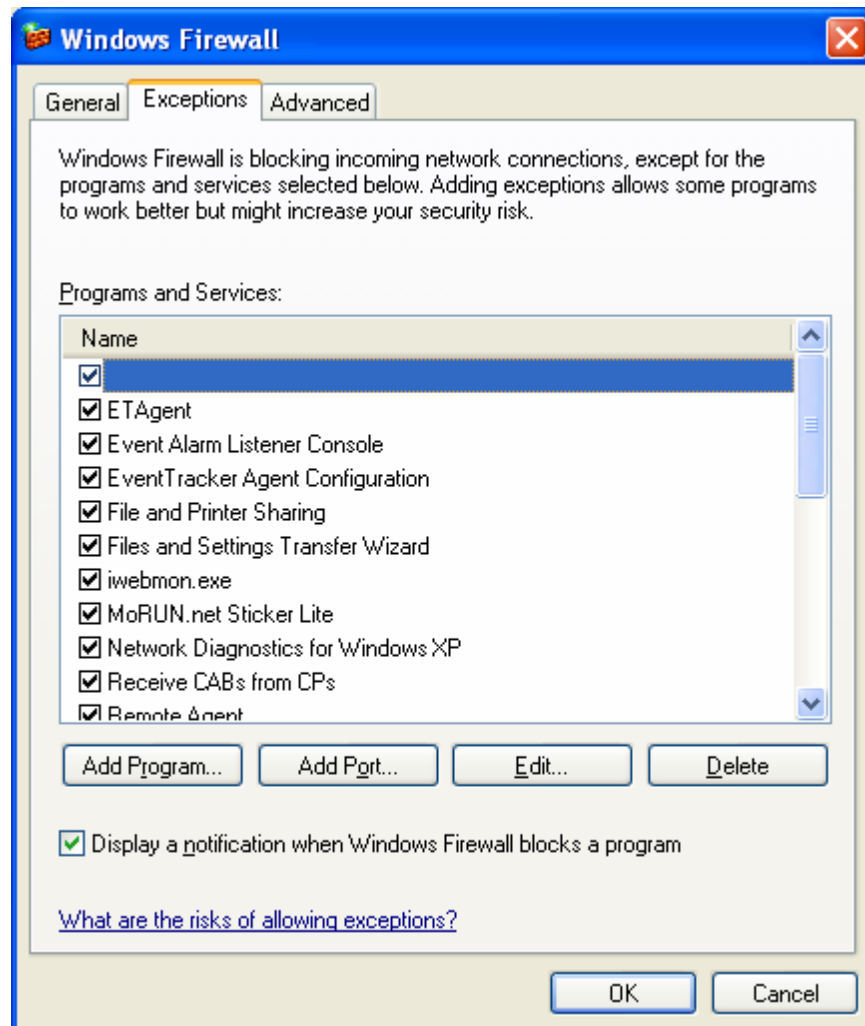 Windows Firewall
General
Exceptions
Advanced
Windows Firewall is blocking incoming network connections, except for the
programs and services selected below. Adding exceptions allows some programs
to work better but might increase your security risk.
Programs and Services:
Name
ETAgent
Event Alarm Listener Console
EventTracker Agent Configuration
File and Printer Sharing
Files and Settings Transfer Wizard
iwebmon.exe
MoRUN.net Sticker Lite
Network Diagnostics for Windows XP
Receive CABs from CPs
Remote Agent
Add Program...
Add Port...
Edit...
Delete
Display a notification when Windows Firewall blocks a program
What are the risks of allowing exceptions?
OK
Cancel